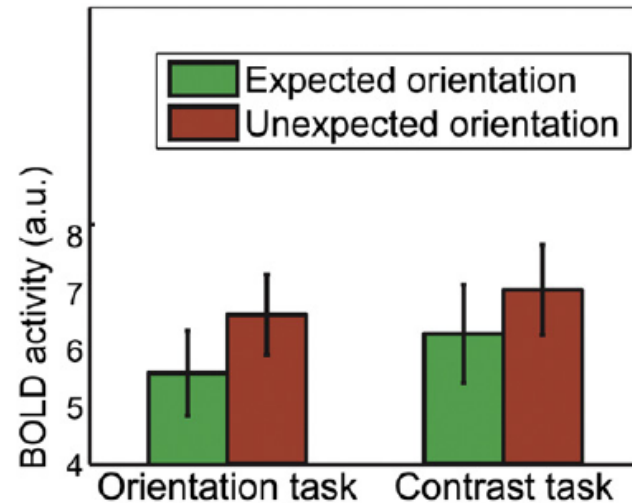 Expected orientation
Unexpected orientation
BOLD activity (a.u.)
8
7
6
5
4
Orientation task
Contrast task